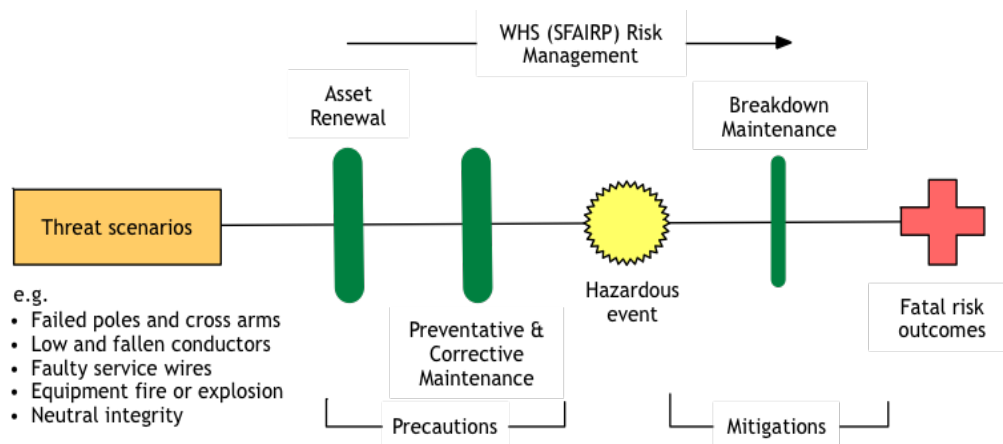 WHS (SFAIRP) Risk
Management
Asset
Renewal
Breakdown
Maintenance
Threat scenarios
e.g.
• Failed poles and cross arms
• Low and fallen conductors
• Faulty service wires
• Equipment fire or explosion
• Neutral integrity
Preventative &
Corrective
Maintenance
Hazardous
event
Fatal risk
outcomes
Precautions
Mitigations